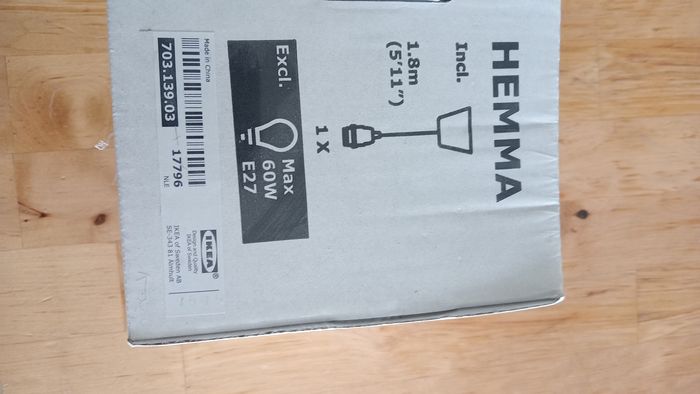 HEMMA
Incl.
1.8m
(5'11")
1 X
Excl.
Max
60W
E27
Made in China
703.139.03
17796
NLE
IKEA®
Design and Quality
IKEA of Sweden
IKEA of Sweden AB
SE-343 81 Älmhult